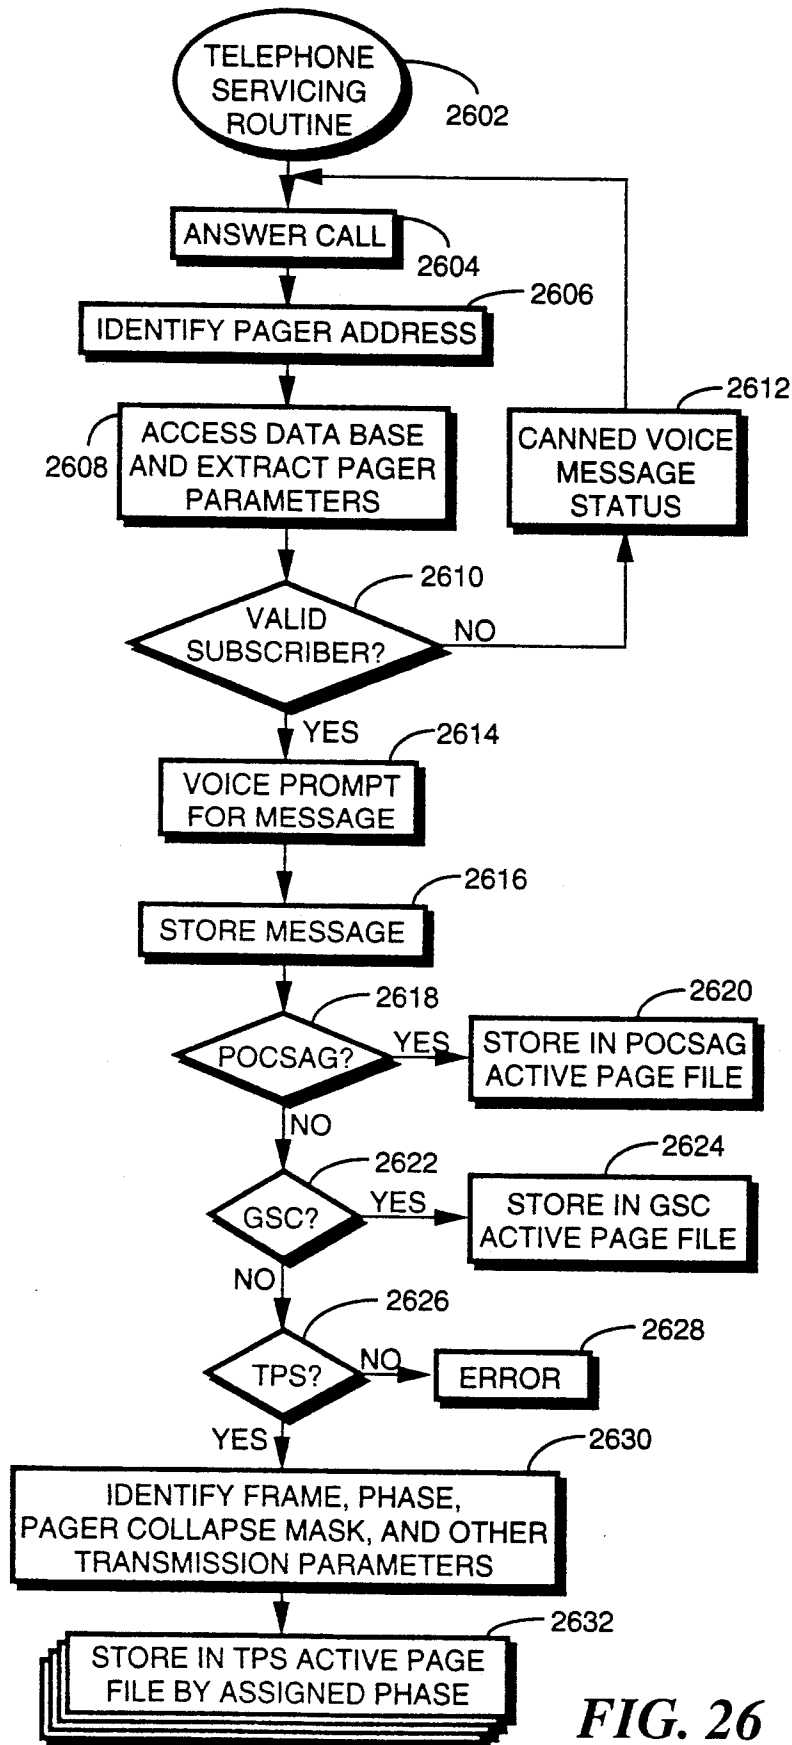 TELEPHONE
SERVICING
ROUTINE
2602
ANSWER CALL
2604
2606
IDENTIFY PAGER ADDRESS
2608
ACCESS DATA BASE
AND EXTRACT PAGER
PARAMETERS
2612
CANNED VOICE
MESSAGE
STATUS
2610
VALID
SUBSCRIBER?
NO
YES
2614
VOICE PROMPT
FOR MESSAGE
2616
STORE MESSAGE
2618
POCSAG?
YES
2620
STORE IN POCSAG
ACTIVE PAGE FILE
NO
2622
GSC?
YES
2624
STORE IN GSC
ACTIVE PAGE FILE
NO
2626
TPS?
NO
2628
ERROR
YES
2630
IDENTIFY FRAME, PHASE,
PAGER COLLAPSE MASK, AND OTHER
TRANSMISSION PARAMETERS
2632
STORE IN TPS ACTIVE PAGE
FILE BY ASSIGNED PHASE
FIG. 26